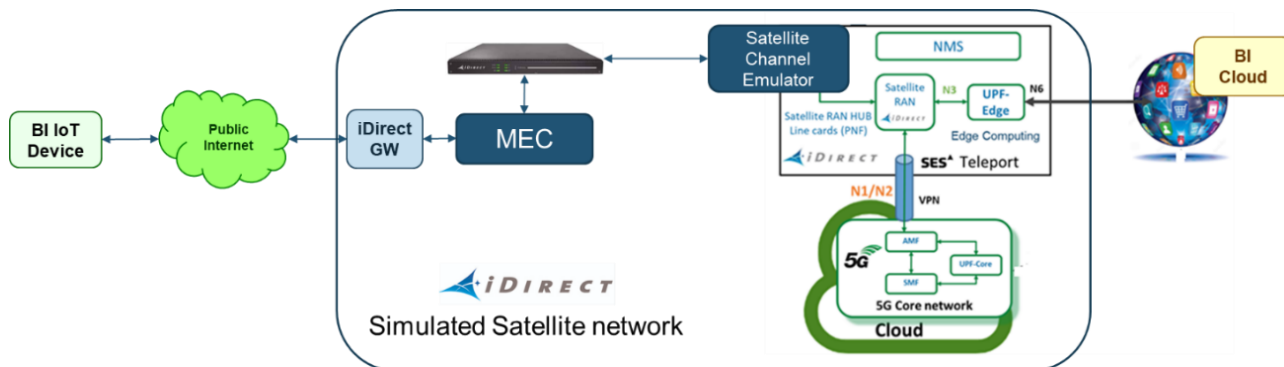 BI IoT
Device
Public
Internet
iDirect
GW
MEC
Satellite
Channel
Emulator
NMS
Satellite
RAN
iDIRECT
N3
UPF-
Edge
N6
BI
Cloud
Satellite RAN HUB
Line cards (PNF)
Edge Computing
iDIRECT
SES▲ Teleport
N1/N2
VPN
5G
AMF
UPF-Core
SMF
5G Core network
Cloud
iDIRECT
Simulated Satellite network